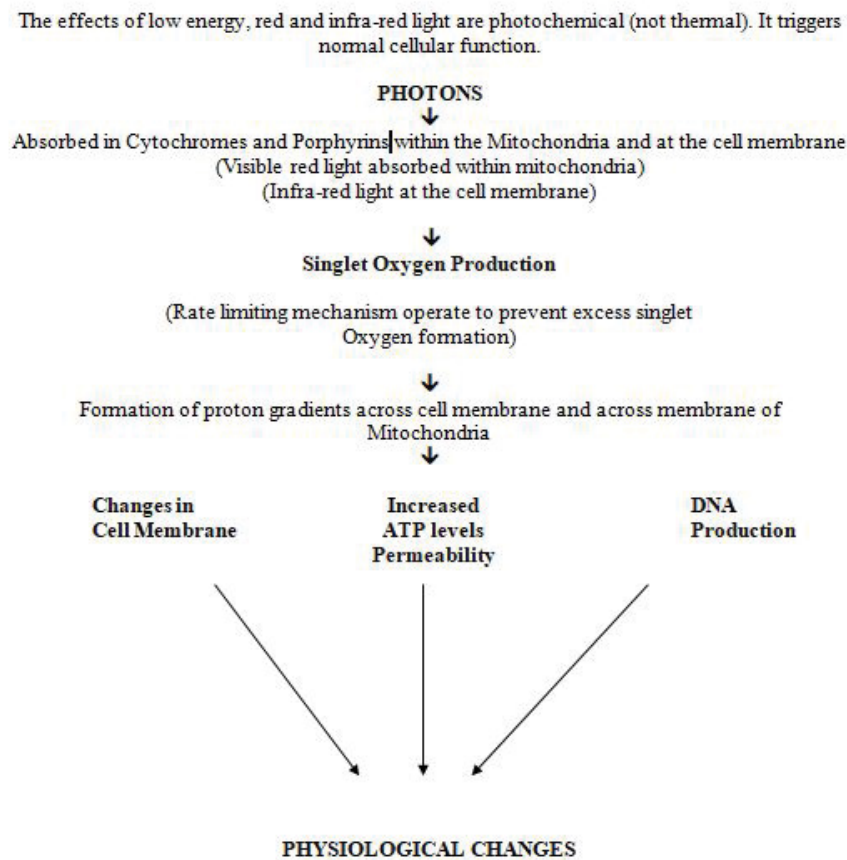 The effects of low energy, red and infra-red light are photochemical (not thermal). It triggers
normal cellular function.
PHOTONS
Absorbed in Cytochromes and Porphyrins within the Mitochondria and at the cell membrane
(Visible red light absorbed within mitochondria)
(Infra-red light at the cell membrane)
Singlet Oxygen Production
(Rate limiting mechanism operate to prevent excess singlet
Oxygen formation)
Formation of proton gradients across cell membrane and across membrane of
Mitochondria
Changes in
Cell Membrane
Increased
ATP levels
Permeability
DNA
Production
PHYSIOLOGICAL CHANGES